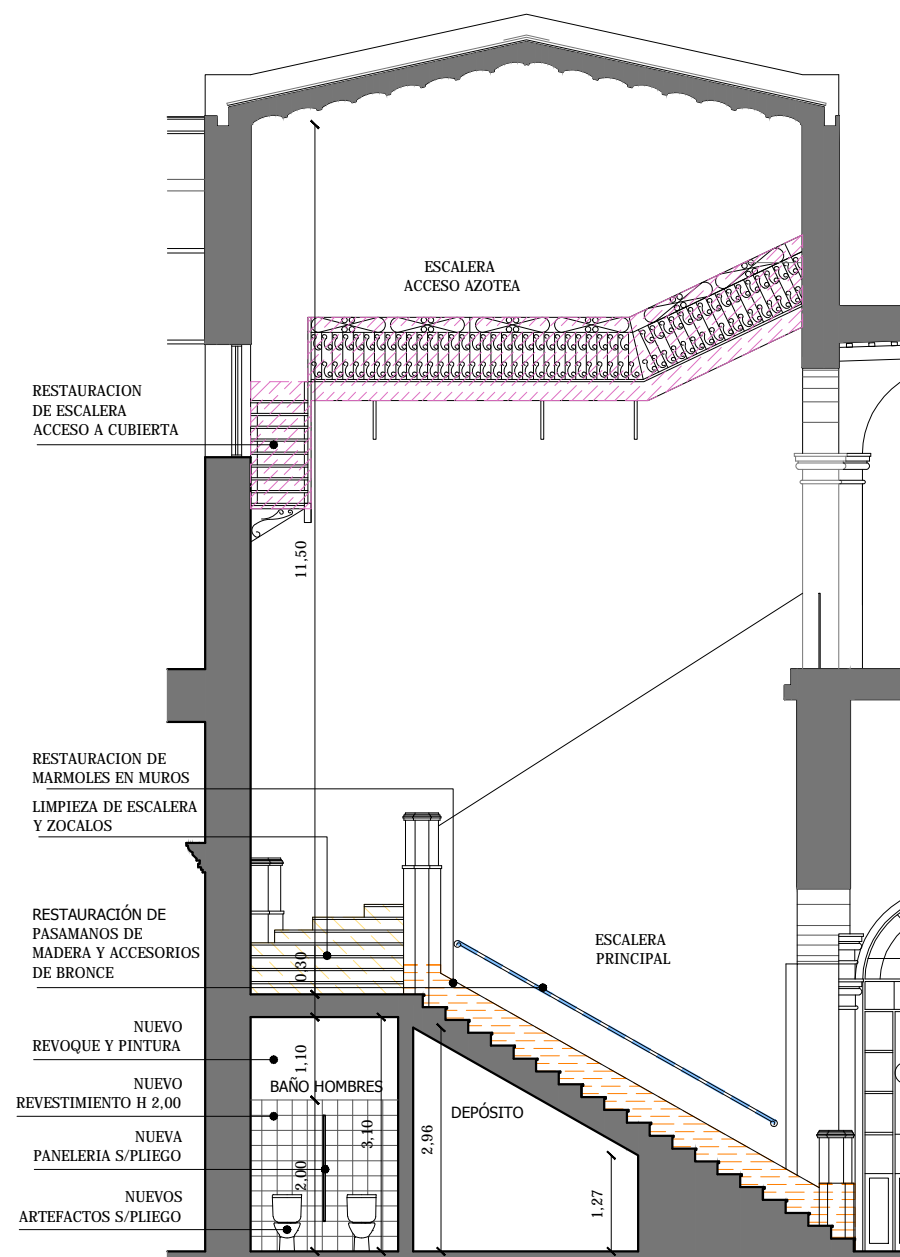 ESCALERA
ACCESO AZOTEA
RESTAURACION
DE ESCALERA
ACCESO A CUBIERTA
11,50
RESTAURACION DE
MARMOLES EN MUROS
LIMPIEZA DE ESCALERA
Y ZOCALOS
RESTAURACIÓN DE
PASAMANOS DE
MADERA Y ACCESORIOS
DE BRONCE
0,30
ESCALERA
PRINCIPAL
NUEVO
REVOQUE Y PINTURA
1,10
BAÑO HOMBRES
NUEVO
REVESTIMIENTO H 2,00
3,10
2,96
DEPÓSITO
NUEVA
PANELERIA S/PLIEGO
2,00
1,27
NUEVOS
ARTEFACTOS S/PLIEGO